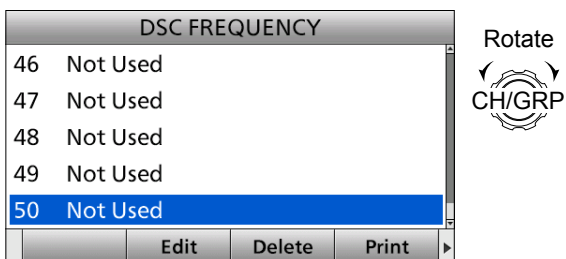 DSC FREQUENCY
46 Not Used
47 Not Used
48 Not Used
49 Not Used
50 Not Used
Edit Delete Print
Rotate
CH/GRP